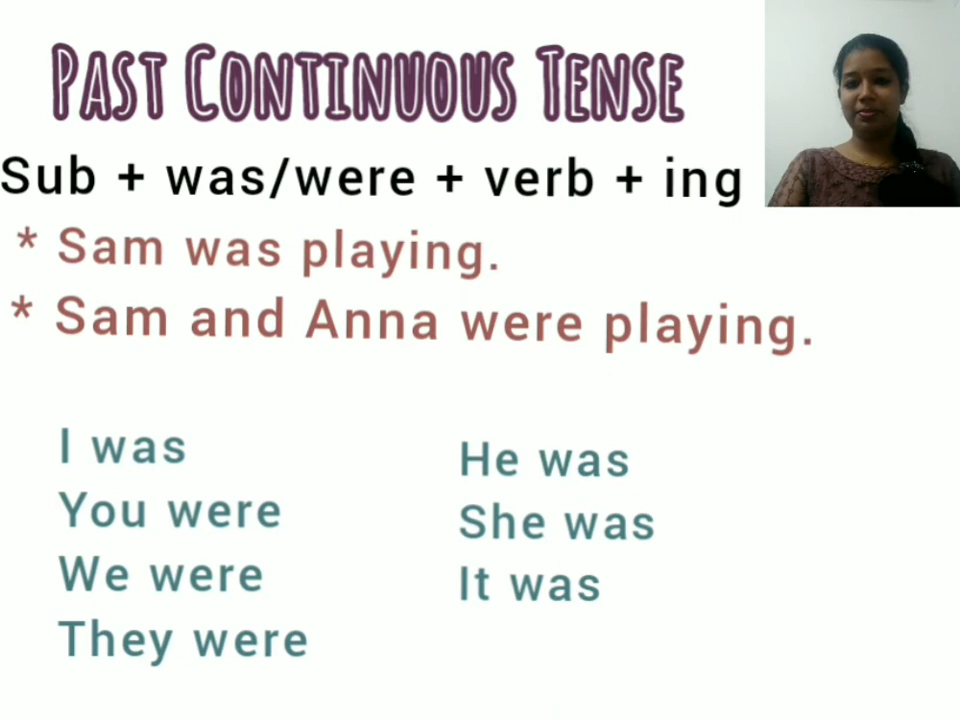 PAST CONTINUOUS TENSE
Sub + was/were + verb + ing
* Sam was playing.
* Sam and Anna were playing.
I was
You were
We were
They were
He was
She was
It was